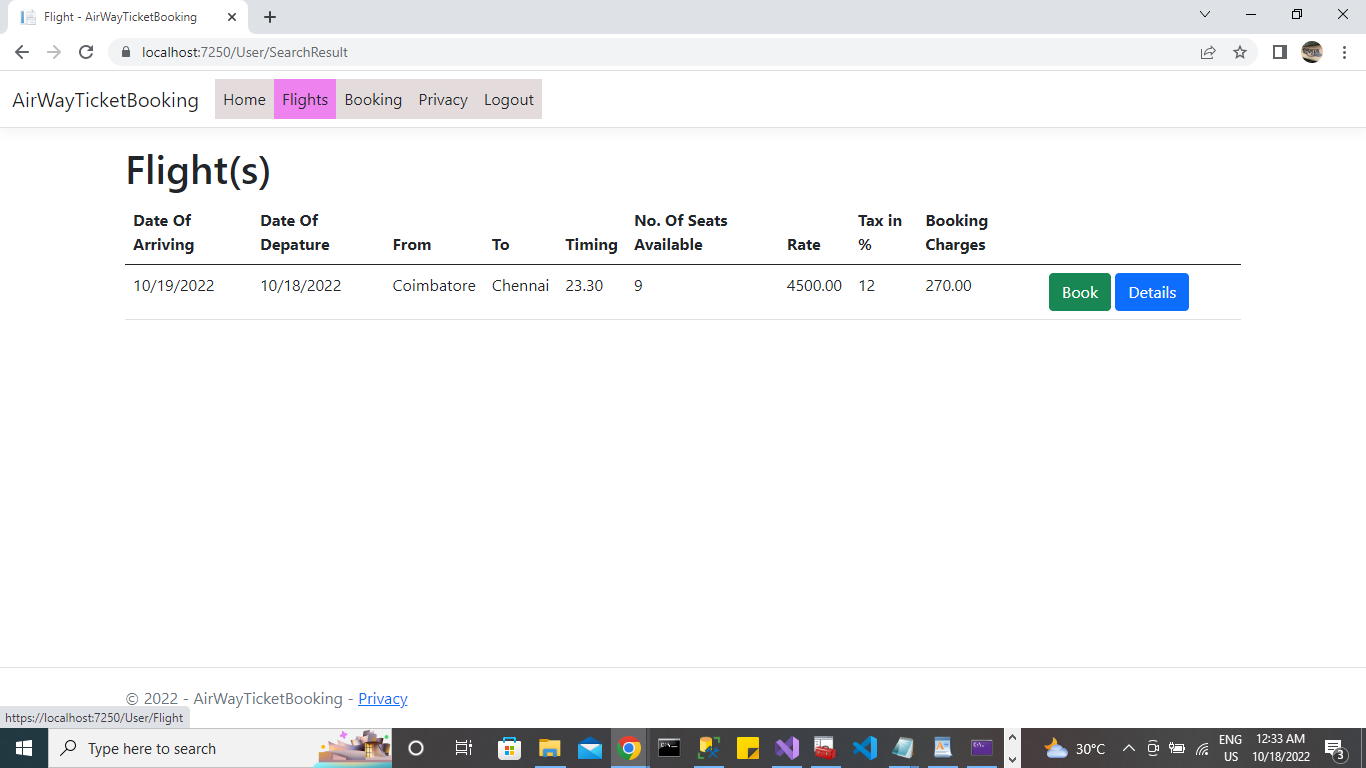 Flight - AirWayTicketBooking
localhost:7250/User/SearchResult
AirWayTicketBooking Home Flights Booking Privacy Logout
Flight(s)
Date Of Arriving Date Of Depature From To Timing No. Of Seats Available Rate Tax in % Booking Charges
10/19/2022 10/18/2022 Coimbatore Chennai 23.30 9 4500.00 12 270.00 Book Details
© 2022 - AirWayTicketBooking - Privacy
https://localhost:7250/User/Flight
Type here to search
30°C
ENG
US
12:33 AM
10/18/2022
3